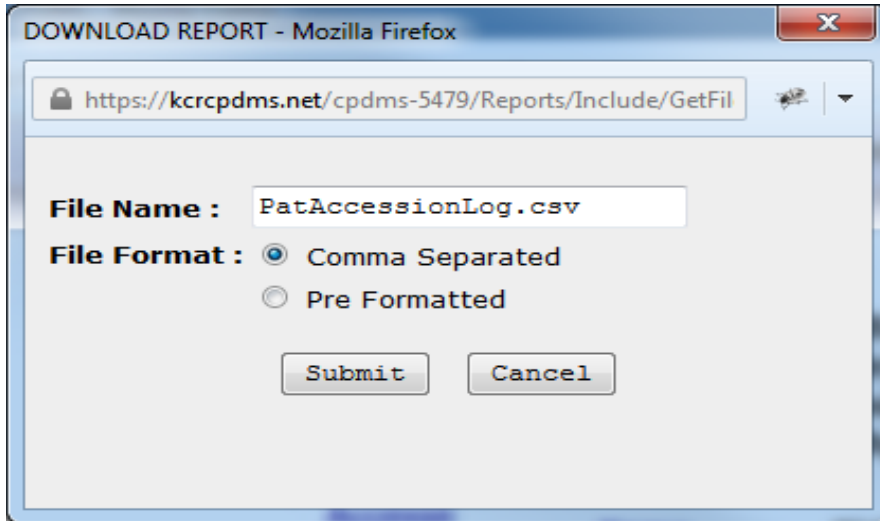 DOWNLOAD REPORT - Mozilla Firefox
https://kcrcpdms.net/cpdms-5479/Reports/Include/GetFil
File Name : PatAccessionLog.csv
File Format : Comma Separated
Pre Formatted
Submit Cancel